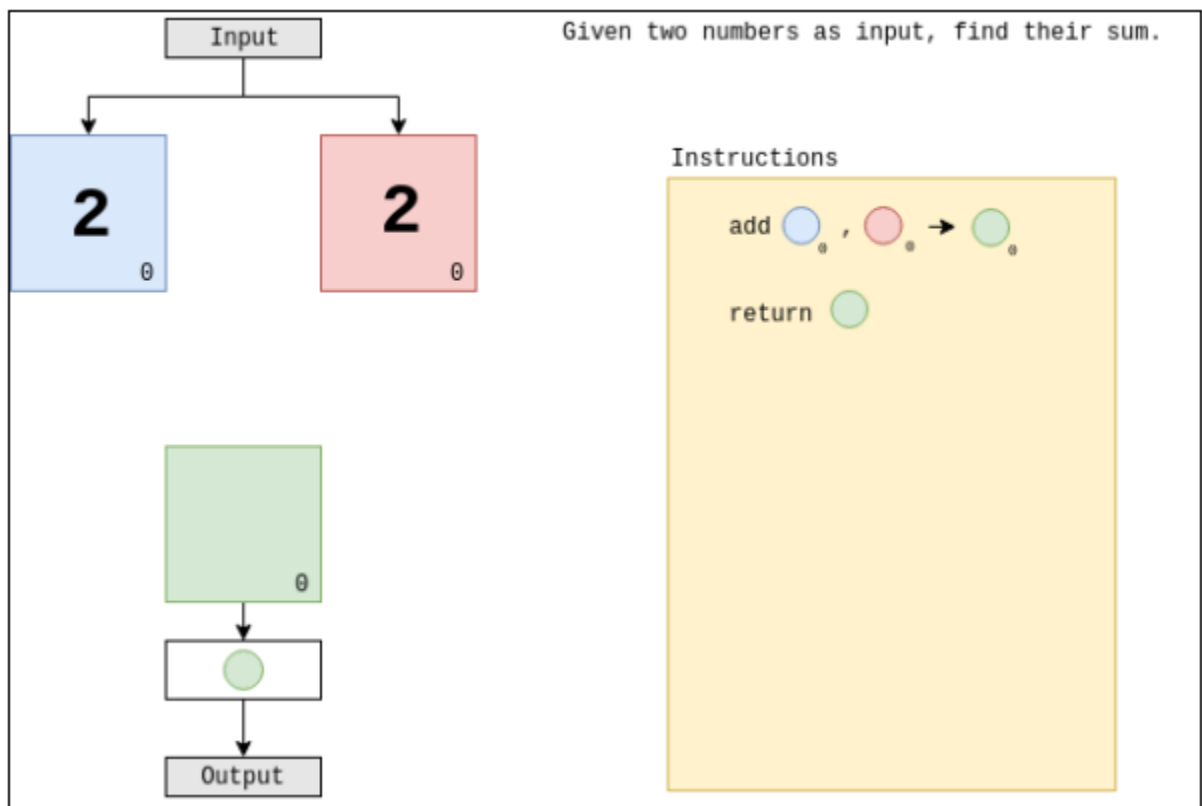 Input
Given two numbers as input, find their sum.
2
0
2
0
Instructions
add 0 , 0 → 0
return
0
Output